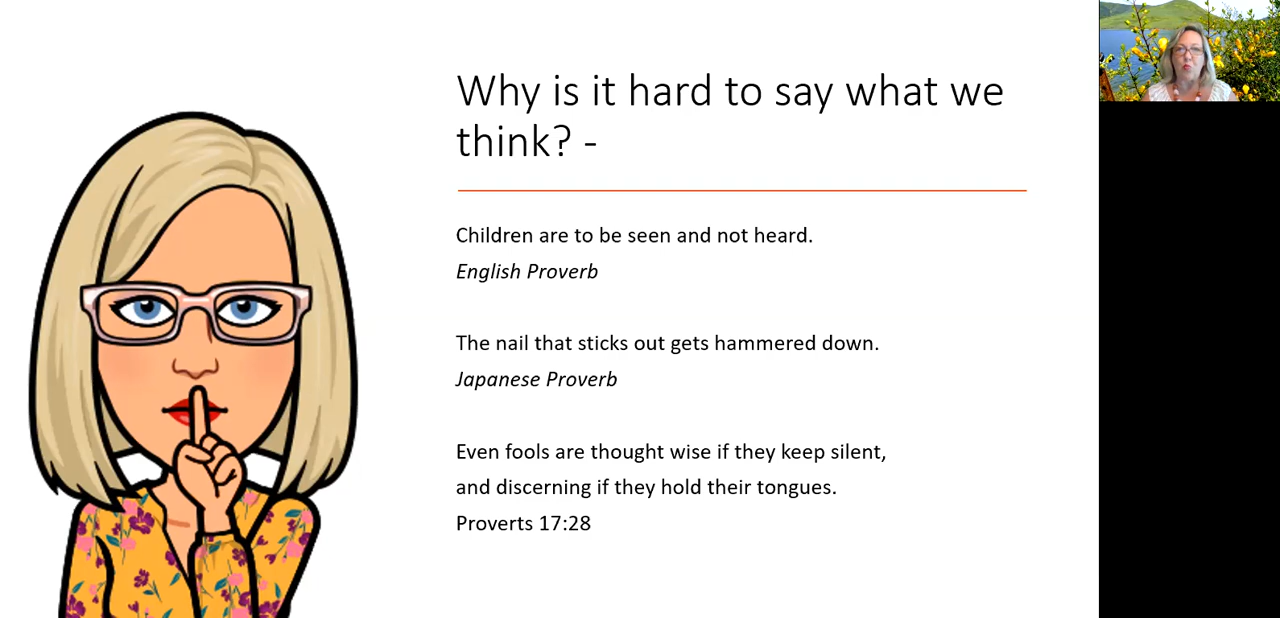 Why is it hard to say what we
think? -
Children are to be seen and not heard.
English Proverb
The nail that sticks out gets hammered down.
Japanese Proverb
Even fools are thought wise if they keep silent,
and discerning if they hold their tongues.
Proverts 17:28